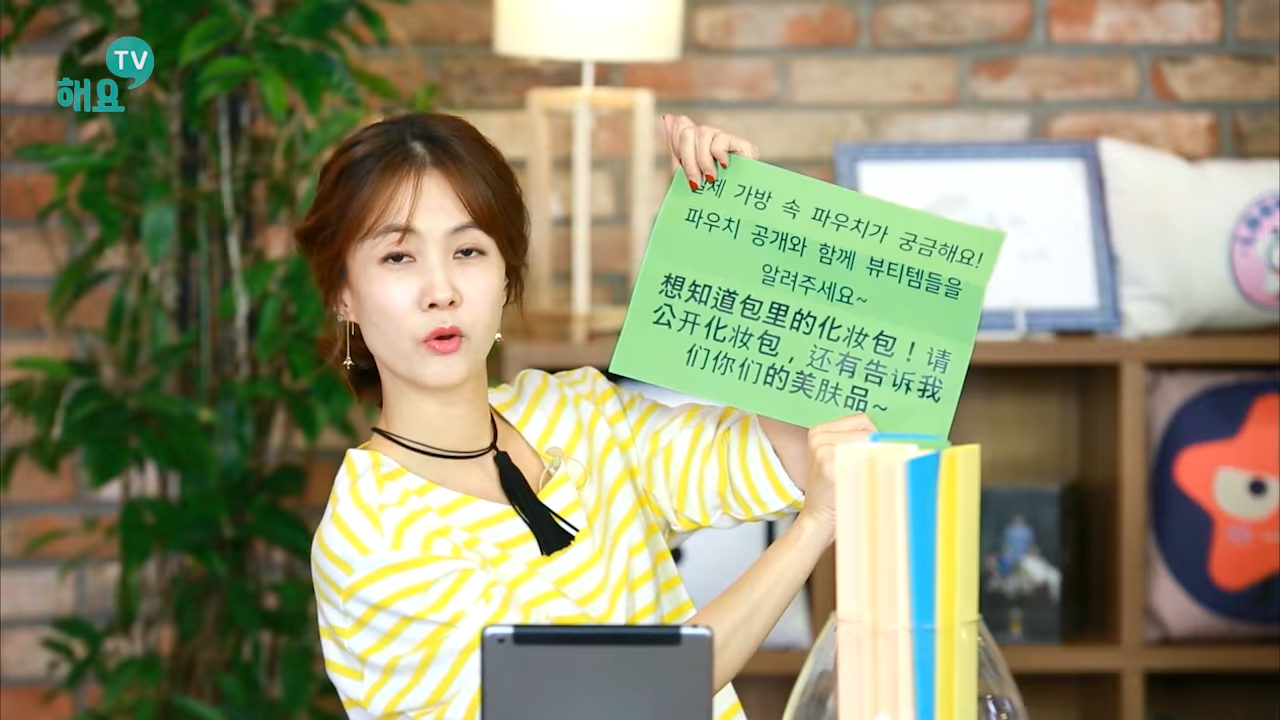 TV
해요
가방 속 파우치가 궁금해요!
파우치 공개와 함께 뷰티템들을
알려주세요~
想知道包里的化妆包！请
公开化妆包，还有告诉我
们你们的美肤品~